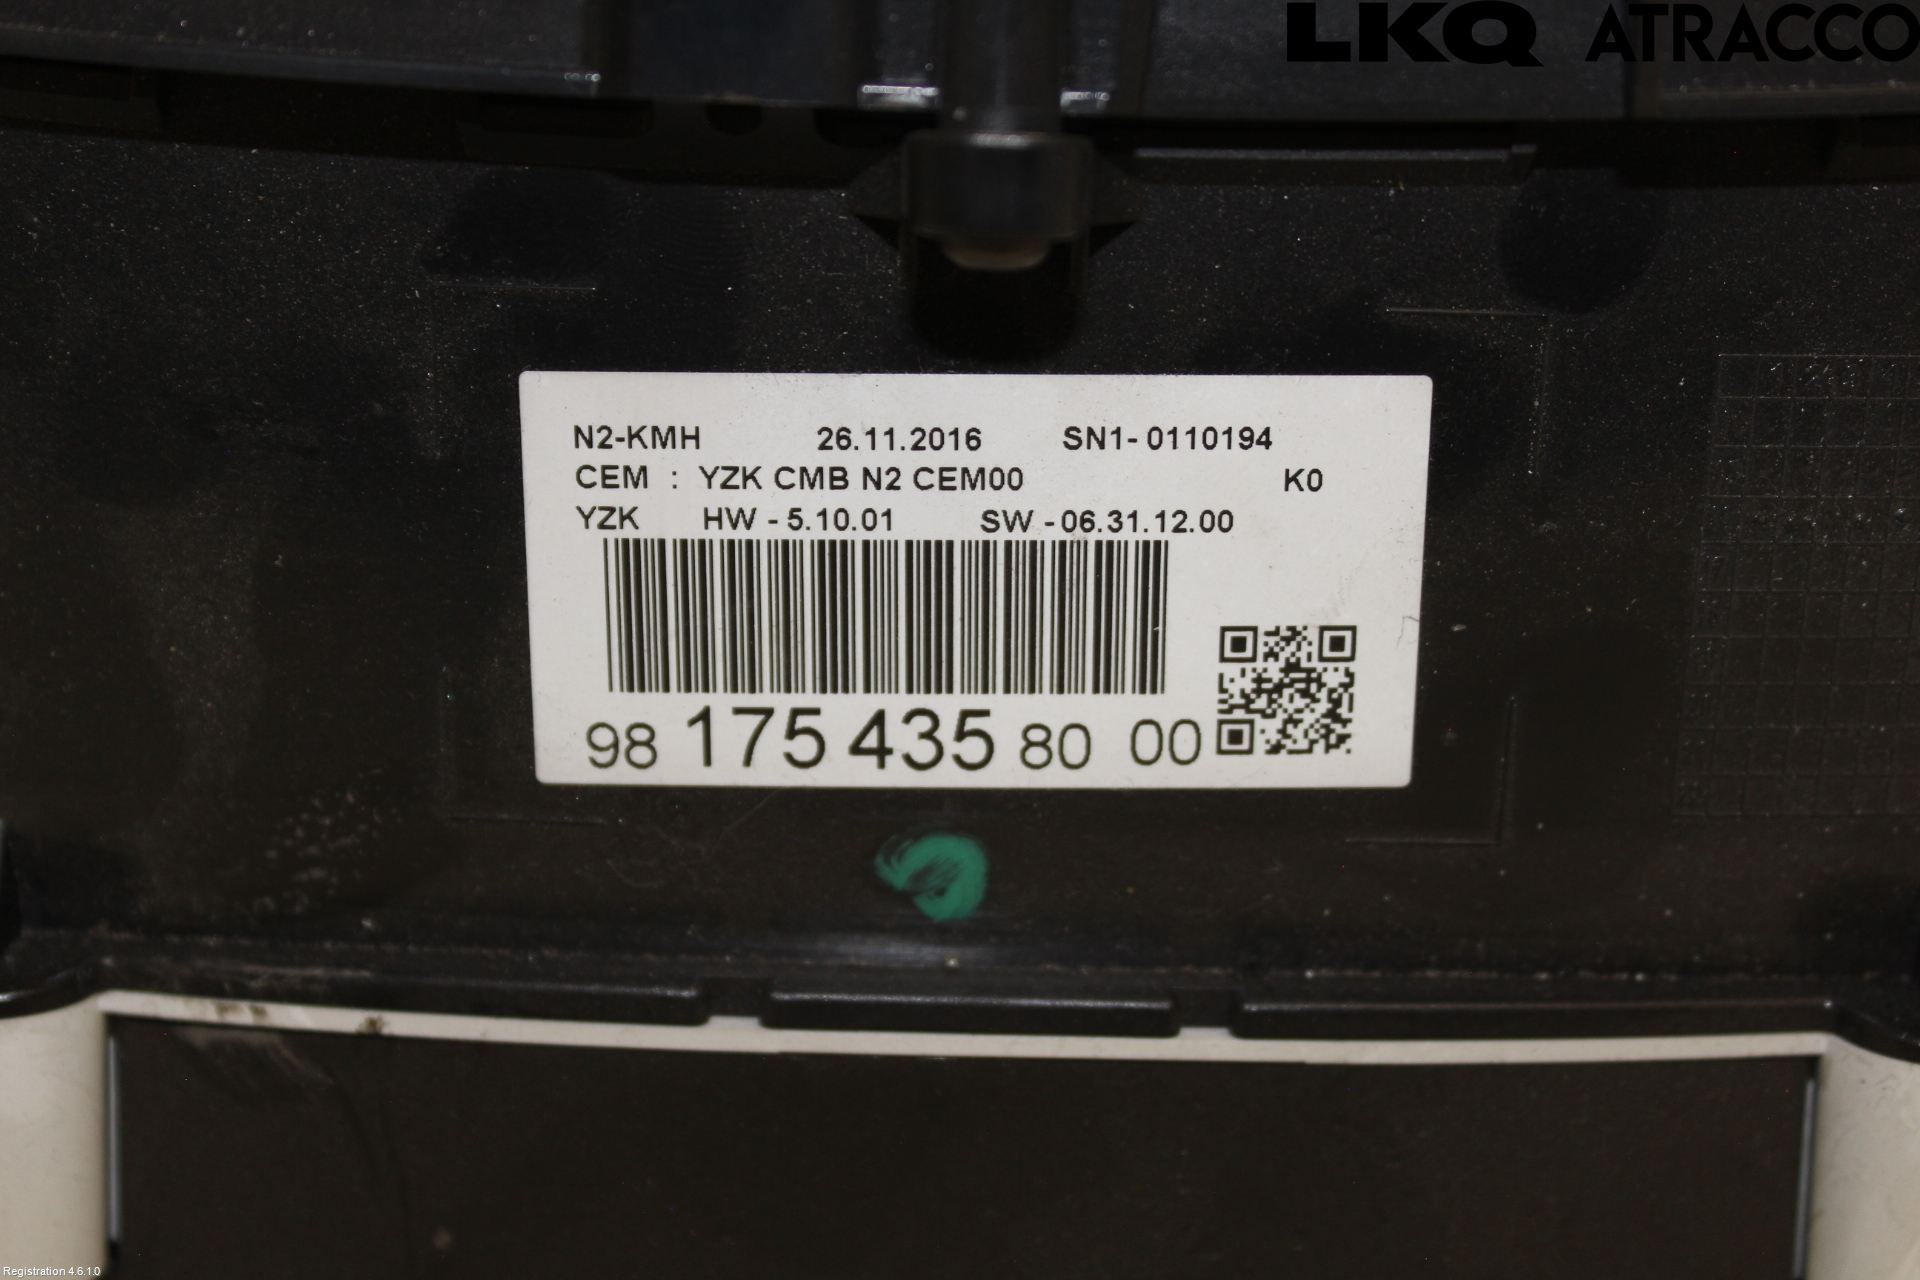 LKQ ATRACCO
N2-KMH 26.11.2016 SN1-0110194
CEM : YZK CMB N2 CEM00 K0
YZK HW - 5.10.01 SW - 06.31.12.00
98 175 435 80 00
Registration 4.6.1.0